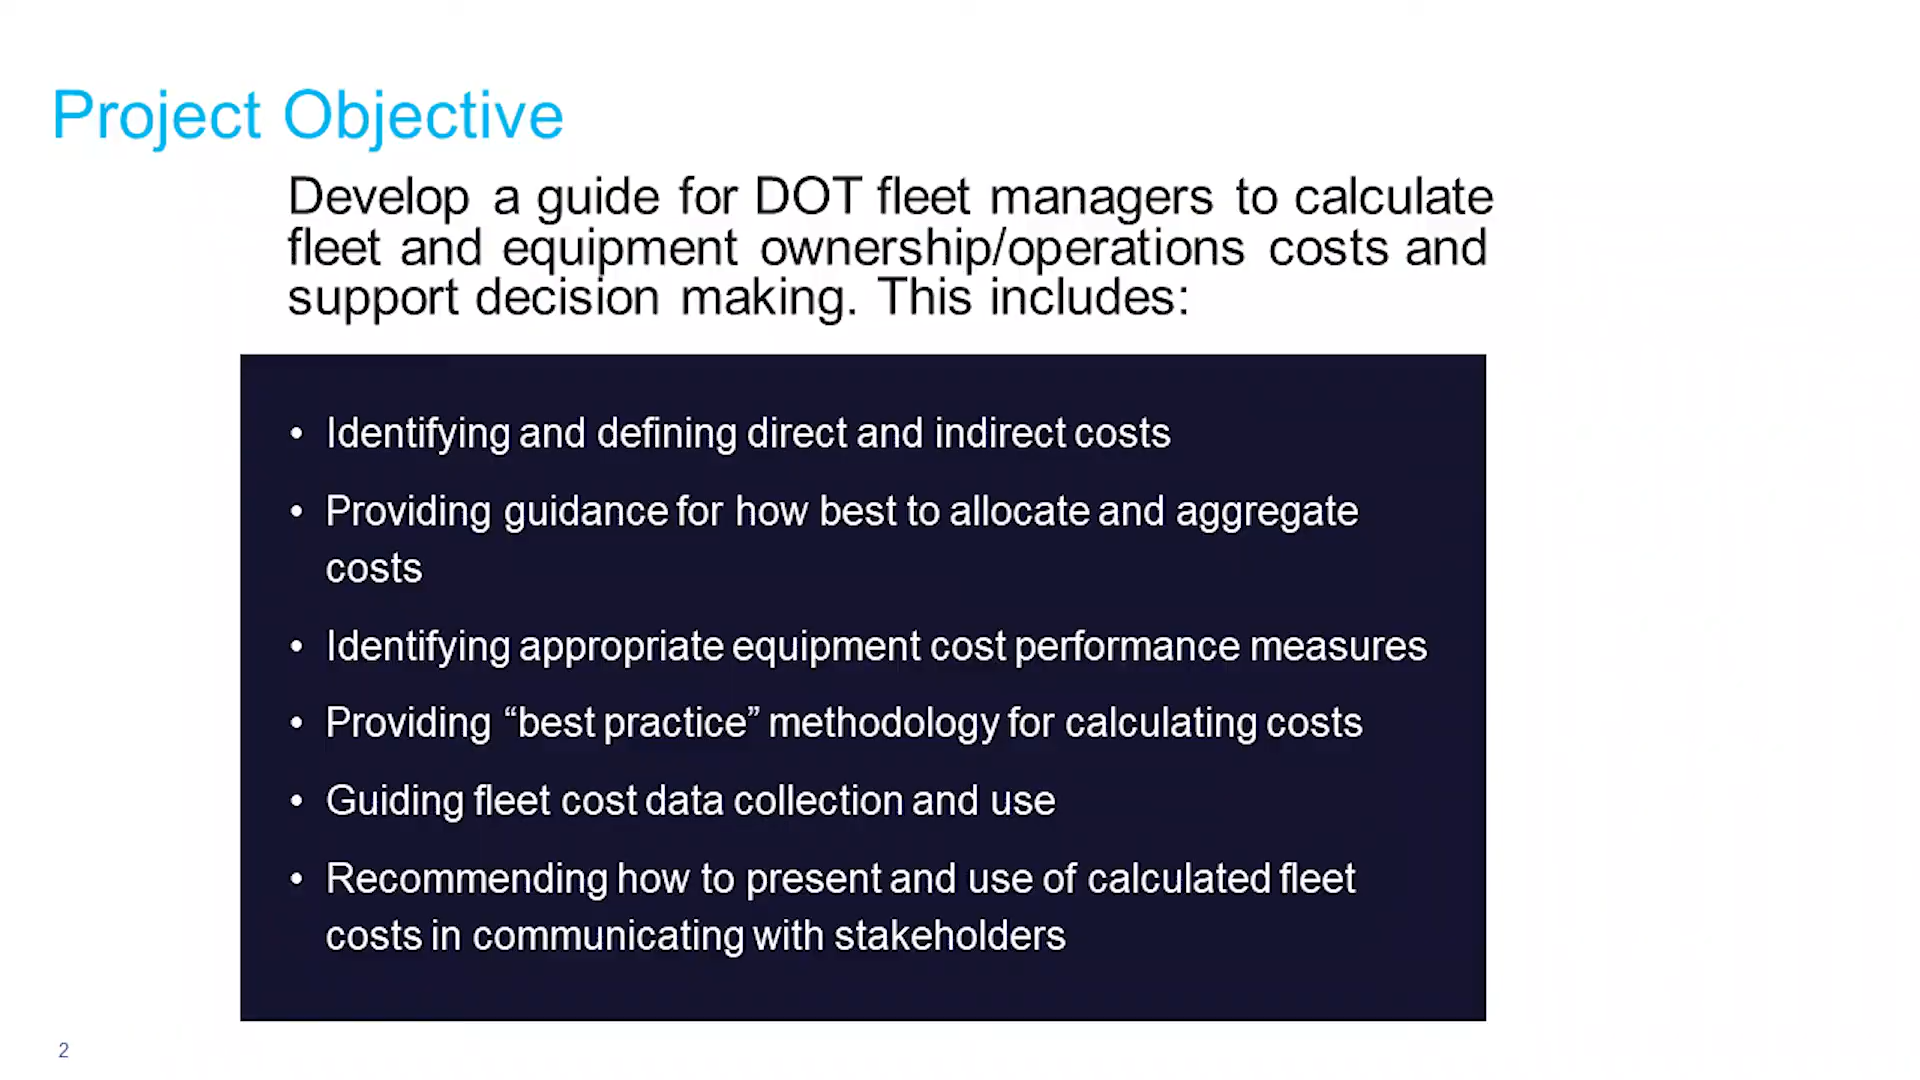 Project Objective
Develop a guide for DOT fleet managers to calculate
fleet and equipment ownership/operations costs and
support decision making. This includes:
• Identifying and defining direct and indirect costs
• Providing guidance for how best to allocate and aggregate
costs
• Identifying appropriate equipment cost performance measures
• Providing “best practice” methodology for calculating costs
• Guiding fleet cost data collection and use
• Recommending how to present and use of calculated fleet
costs in communicating with stakeholders
2